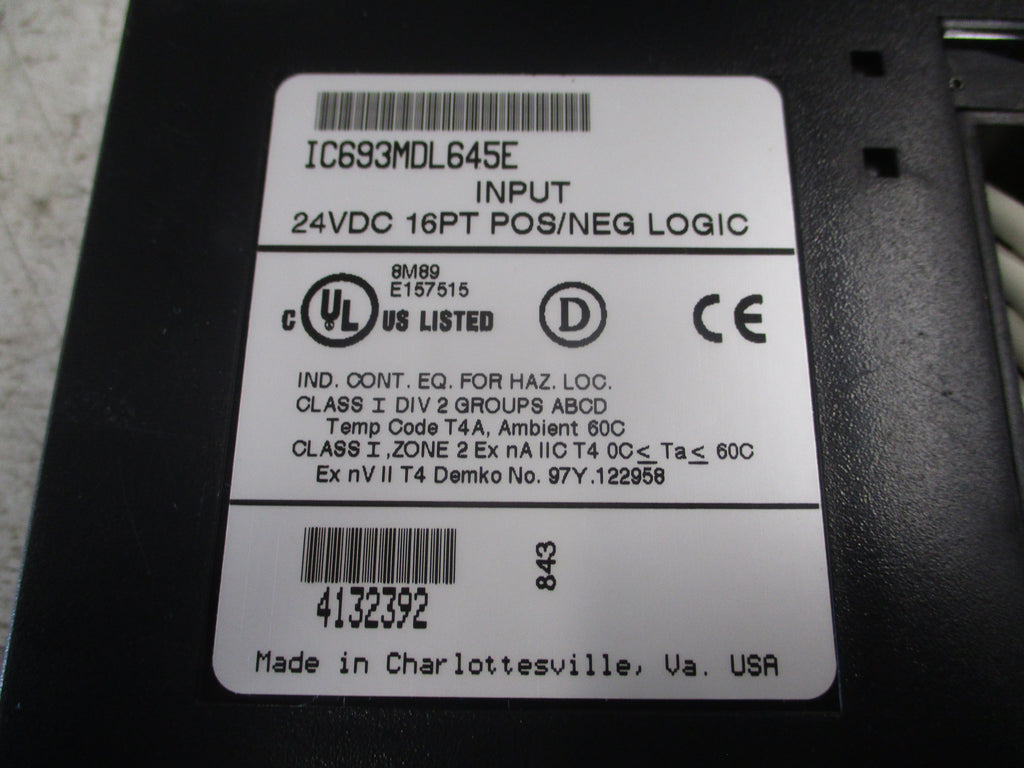 IC693MDL645E
INPUT
24VDC 16PT POS/NEG LOGIC
8M89
E157515
C UL US LISTED
D
CE
IND. CONT. EQ. FOR HAZ. LOC.
CLASS I DIV 2 GROUPS ABCD
Temp Code T4A, Ambient 60C
CLASS I ,ZONE 2 Ex nA IIC T4 0C≤ Ta≤ 60C
Ex nV II T4 Demko No. 97Y.122958
843
4132392
Made in Charlottesville, Va. USA